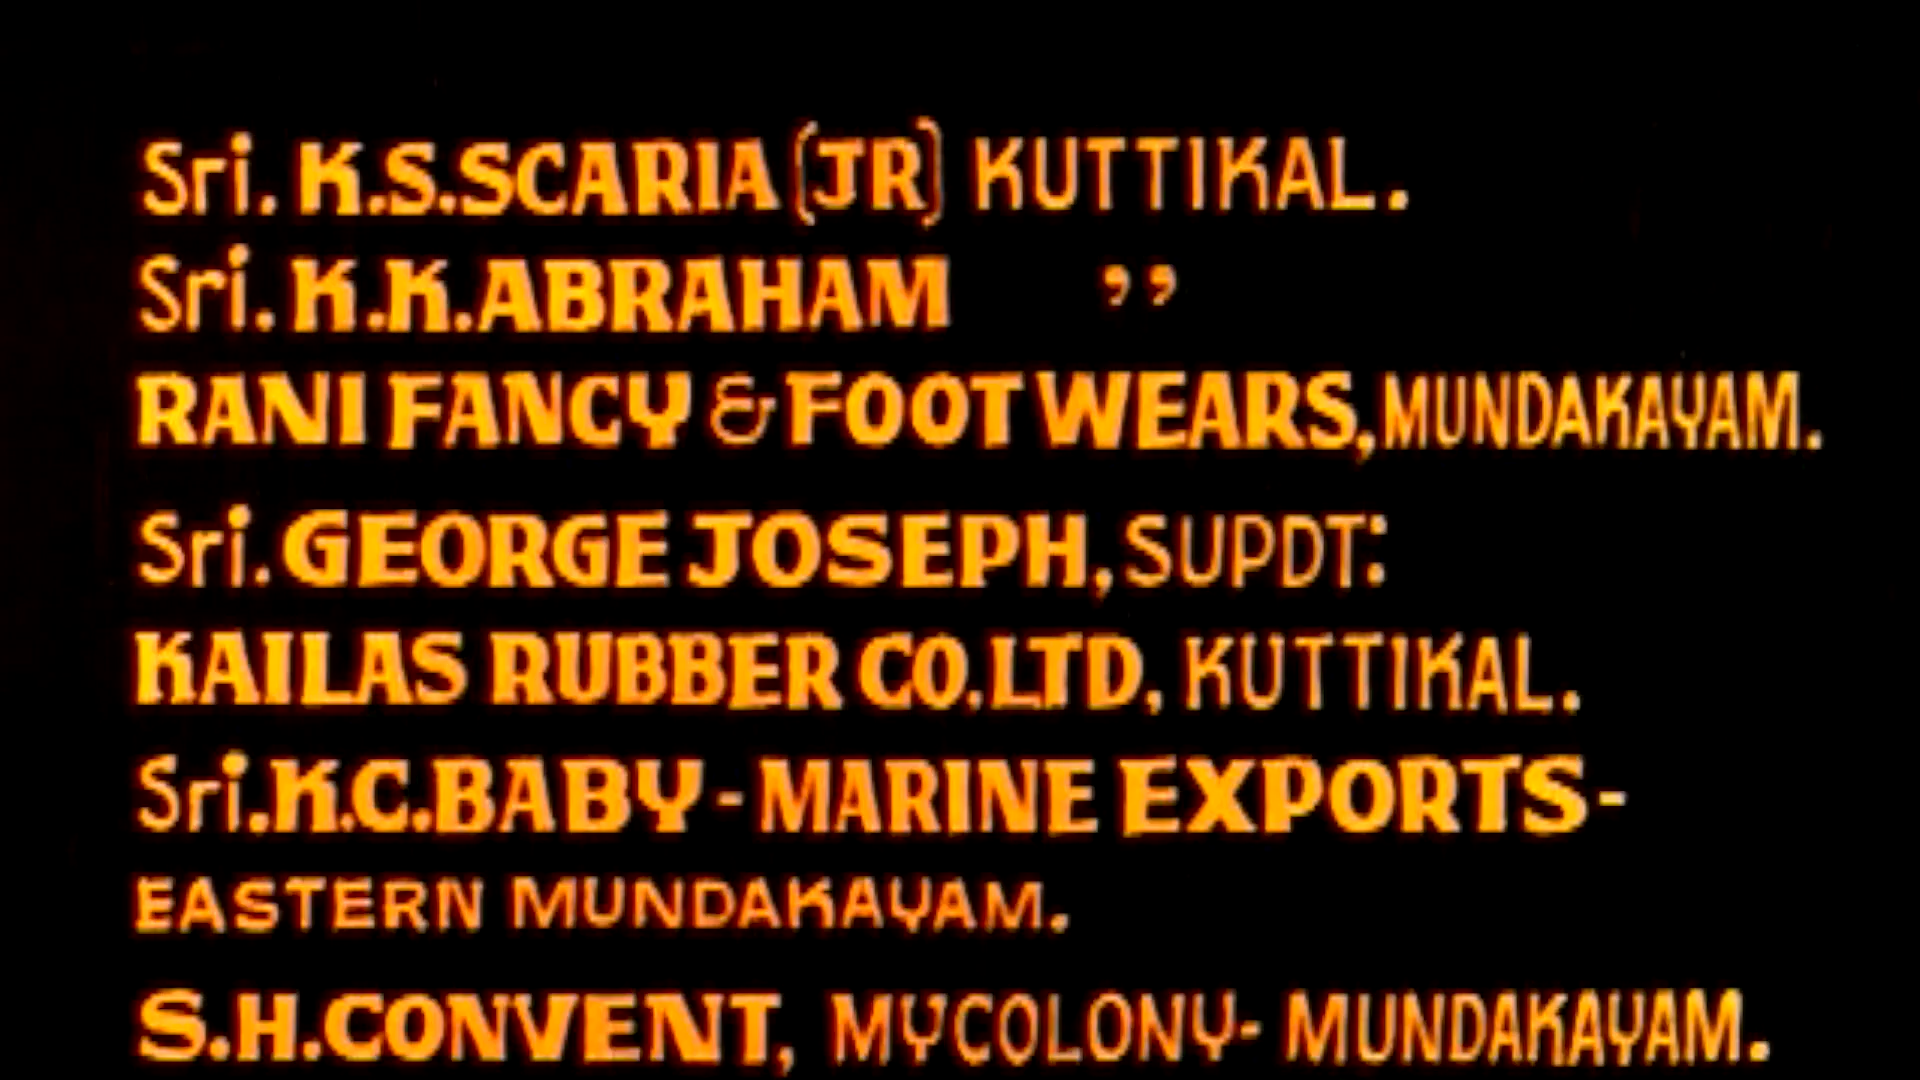 Sri. K.S.SCARIA (JR) KUTTIKAL.
Sri. K.K.ABRAHAM ,,
RANI FANCY & FOOT WEARS, MUNDAKAYAM.
Sri. GEORGE JOSEPH, SUPDT:
KAILAS RUBBER CO.LTD, KUTTIKAL.
Sri. K.C.BABY - MARINE EXPORTS -
EASTERN MUNDAKAYAM.
S.H.CONVENT, MYCOLONY- MUNDAKAYAM.